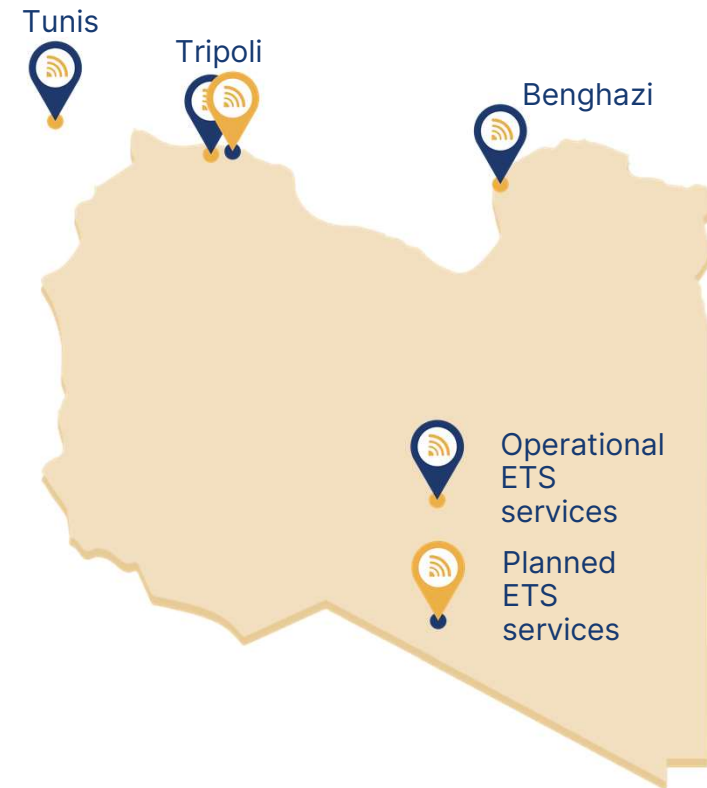 Tunis
Tripoli
Benghazi
Operational
ETS
services
Planned
ETS
services